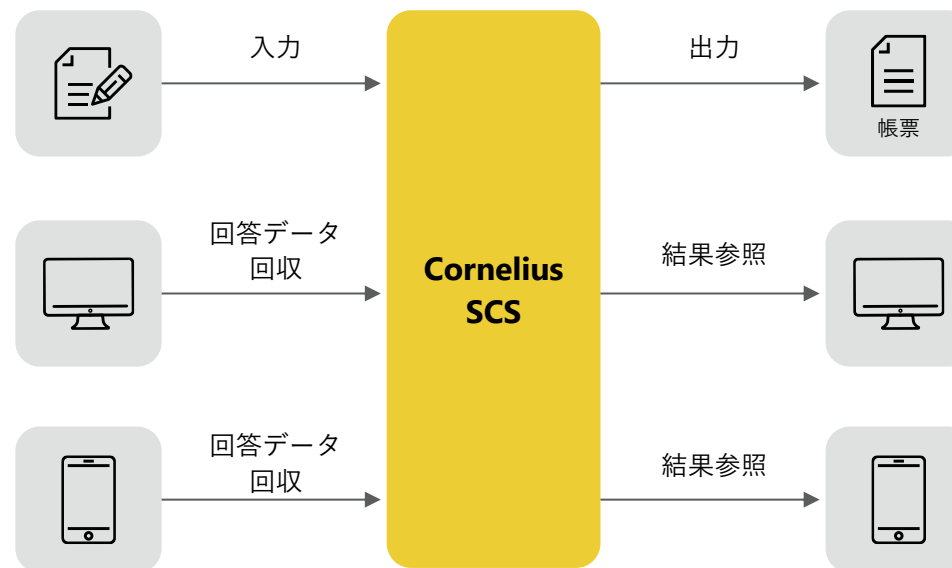 入力
出力
帳票
回答データ
回収
Cornelius
SCS
結果参照
回答データ
回収
結果参照